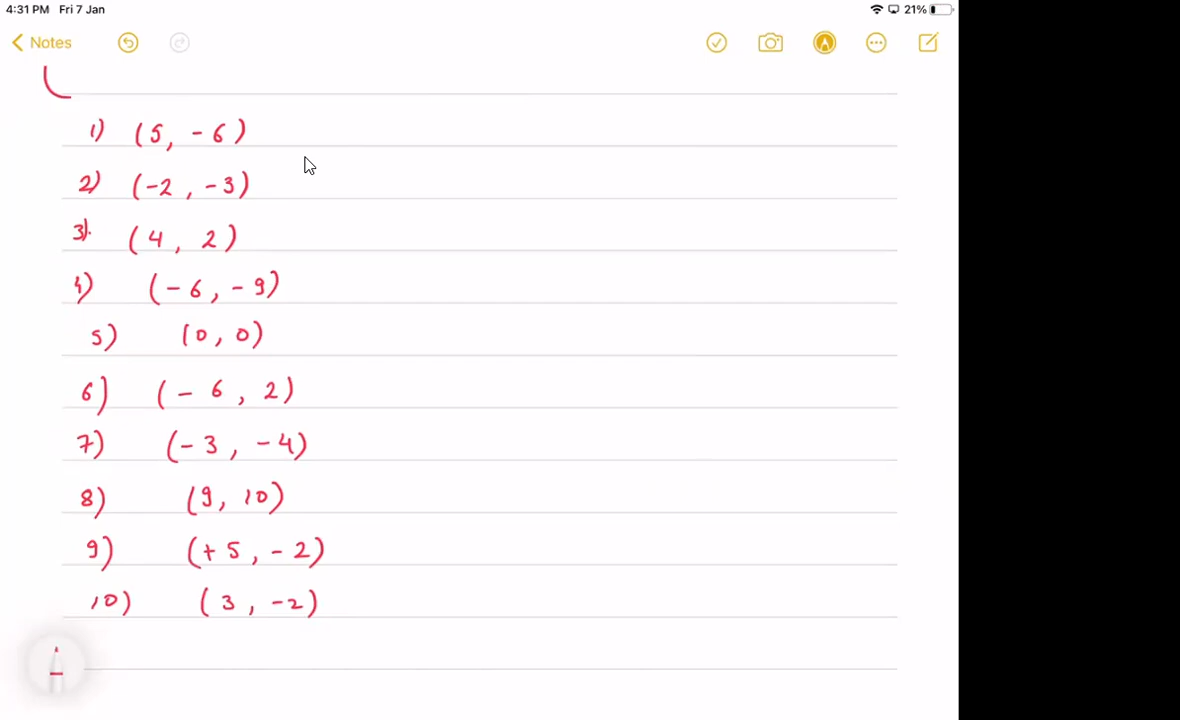 4:31 PM Fri 7 Jan 21%
Notes
1) (5, -6)
2) (-2, -3)
3). (4, 2)
4) (-6, -9)
5) (0, 0)
6) (-6, 2)
7) (-3, -4)
8) (9, 10)
9) (+5, -2)
10) (3, -2)